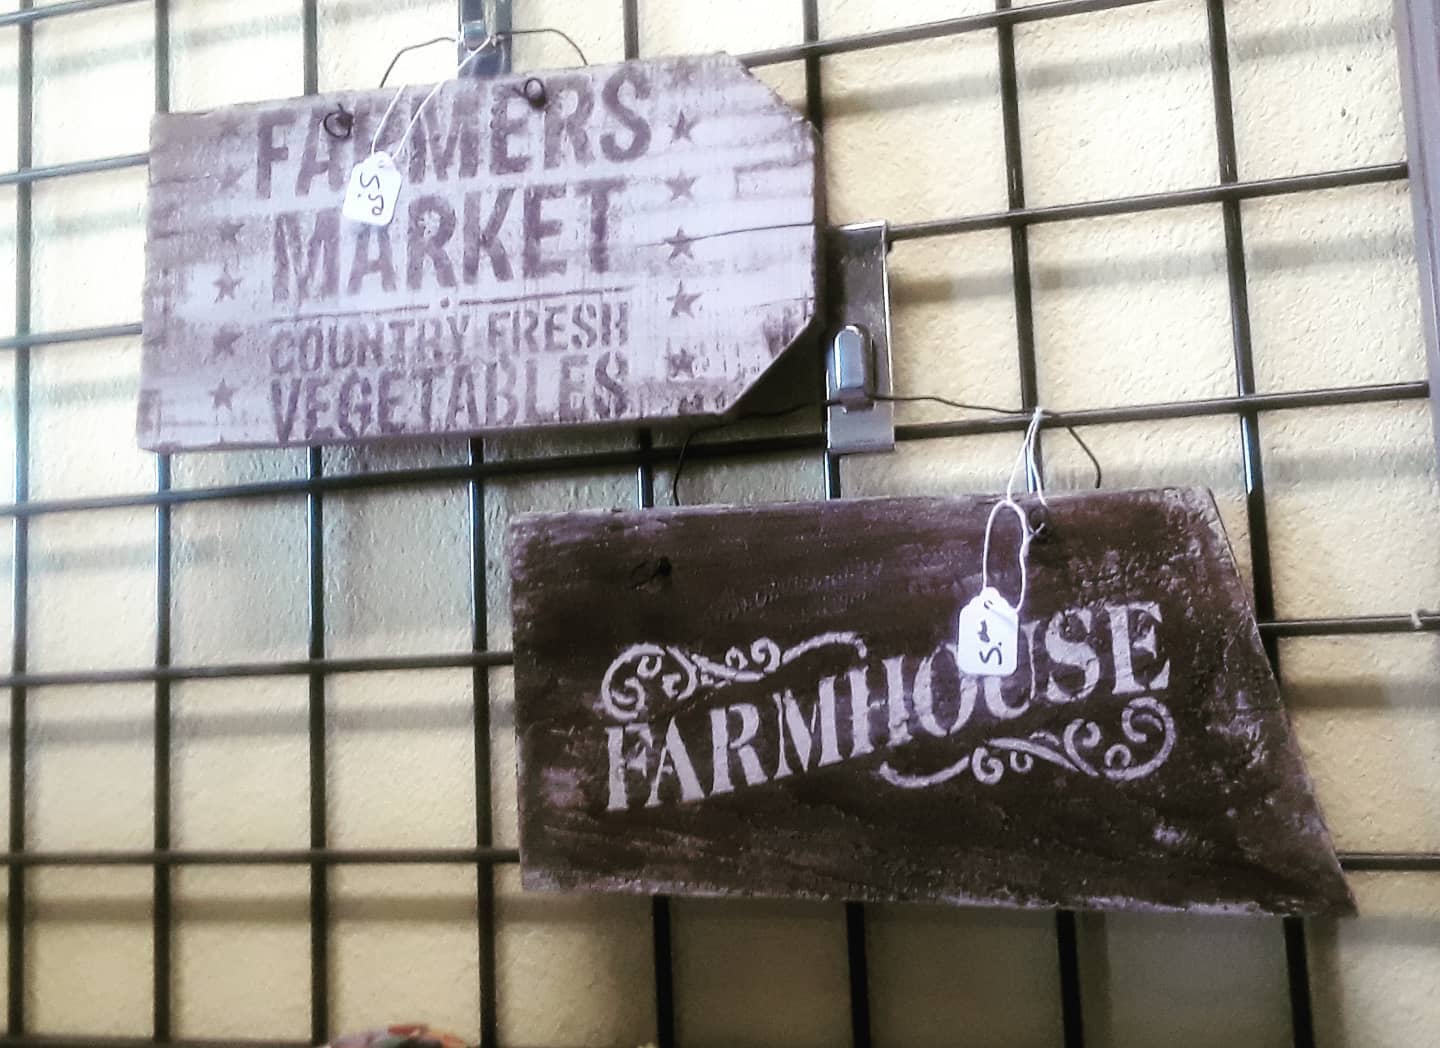 FARMERS
MARKET
COUNTRY FRESH
VEGETABLES
FARMHOUSE